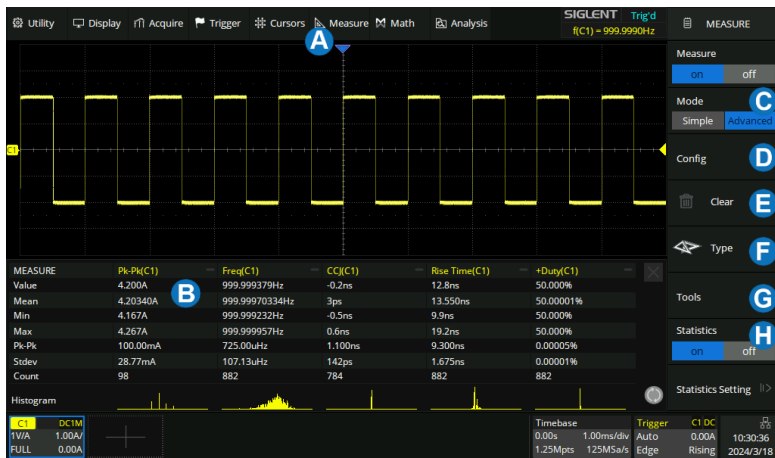 Utility Display Acquire Trigger Cursors Measure Math Analysis
SIGLENT Trig'd
f(C1) = 999.9990Hz
MEASURE
A
Measure
on off
Mode
C
Simple Advanced
C1
Config
D
Clear
E
Type
F
MEASURE Pk-Pk(C1) Freq(C1) CCJ(C1) Rise Time(C1) +Duty(C1)
Value 4.200A 999.999379Hz -0.2ns 12.8ns 50.000%
Mean 4.20340A 999.99970334Hz 3ps 13.550ns 50.00001%
B
Min 4.167A 999.999232Hz -0.5ns 9.9ns 50.000%
Max 4.267A 999.999957Hz 0.6ns 19.2ns 50.000%
Pk-Pk 100.00mA 725.00uHz 1.100ns 9.300ns 0.00005%
Stdev 28.77mA 107.13uHz 142ps 1.675ns 0.00001%
Count 98 882 784 882 882
Histogram
Tools
G
Statistics
H
on off
Statistics Setting
C1 DC1M
1V/A 1.00A/
FULL 0.00A
Timebase
0.00s 1.00ms/div
1.25Mpts 125MSa/s
Trigger C1 DC
Auto 0.00A
Edge Rising
10:30:36
2024/3/18